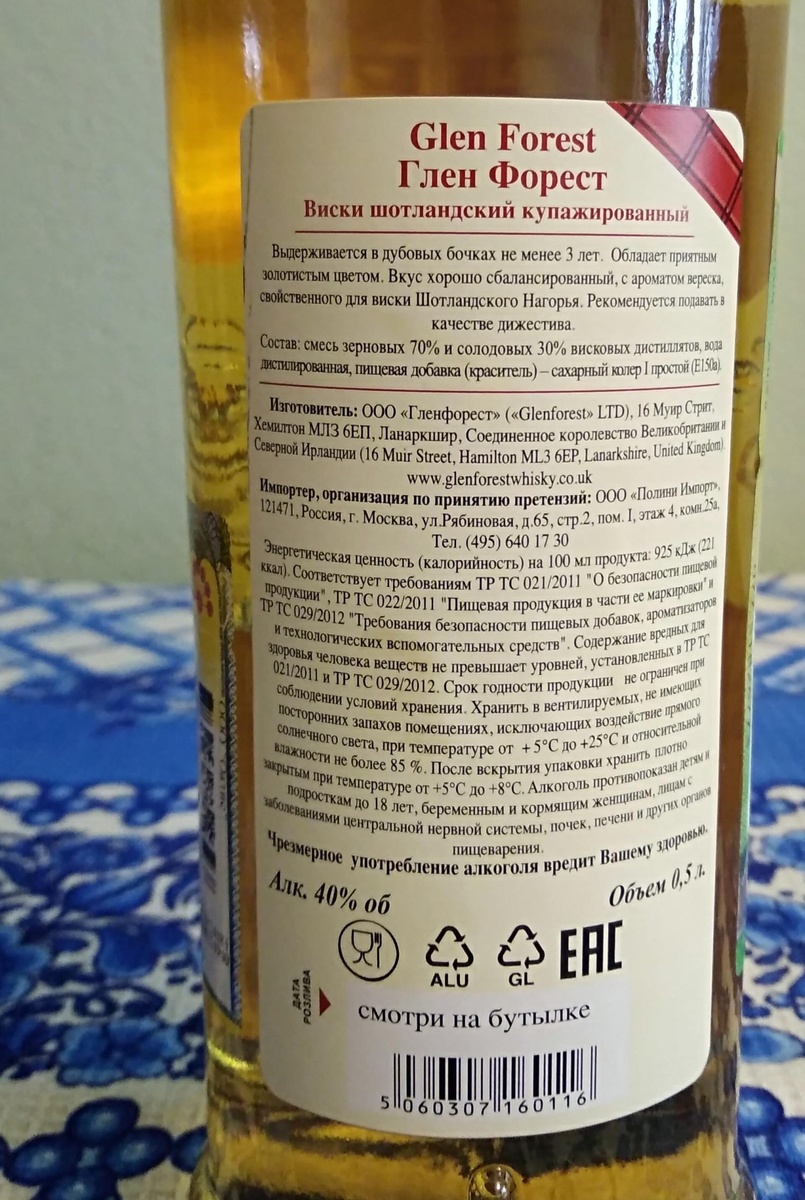 Glen Forest
Глен Форест
Виски шотландский купажированный
Выдерживается в дубовых бочках не менее 3 лет. Обладает приятным
золотистым цветом. Вкус хорошо сбалансированный, с ароматом вереска,
свойственного для виски Шотландского Нагорья. Рекомендуется подавать в
качестве дижестива.
Состав: смесь зерновых 70% и солодовых 30% висковых дистиллятов, вода
дистилированная, пищевая добавка (краситель) – сахарный колер I простой (E150a).
Изготовитель: ООО «Гленфорест» («Glenforest» LTD), 16 Муир Стрит,
Хемилтон МЛЗ 6ЕП, Ланаркшир, Соединенное королевство Великобритании и
Северной Ирландии (16 Muir Street, Hamilton ML3 6EP, Lanarkshire, United Kingdom).
www.glenforestwhisky.co.uk
Импортер, организация по принятию претензий: ООО «Полини Импорт»,
121471, Россия, г. Москва, ул.Рябиновая, д.65, стр.2, пом. I, этаж 4, комн.25а,
Тел. (495) 640 17 30
Энергетическая ценность (калорийность) на 100 мл продукта: 925 кДж (221
ккал). Соответствует требованиям ТР ТС 021/2011 "О безопасности пищевой
продукции", ТР ТС 022/2011 "Пищевая продукция в части ее маркировки" и
ТР ТС 029/2012 "Требования безопасности пищевых добавок, ароматизаторов
и технологических вспомогательных средств". Содержание вредных для
здоровья человека веществ не превышает уровней, установленных в ТР ТС
021/2011 и ТР ТС 029/2012. Срок годности продукции не ограничен при
соблюдении условий хранения. Хранить в вентилируемых, не имеющих
посторонних запахов помещениях, исключающих воздействие прямого
солнечного света, при температуре от +5°C до +25°C и относительной
влажности не более 85 %. После вскрытия упаковки хранить плотно
закрытым при температуре от +5°C до +8°C. Алкоголь противопоказан детям и
подросткам до 18 лет, беременным и кормящим женщинам, лицам с
заболеваниями центральной нервной системы, почек, печени и других органов
пищеварения.
Чрезмерное употребление алкоголя вредит Вашему здоровью.
Алк. 40% об
Объем 0,5 л.
ALU
GL
EAC
ДАТА
РОЗЛИВА
смотри на бутылке
5 060307 160116